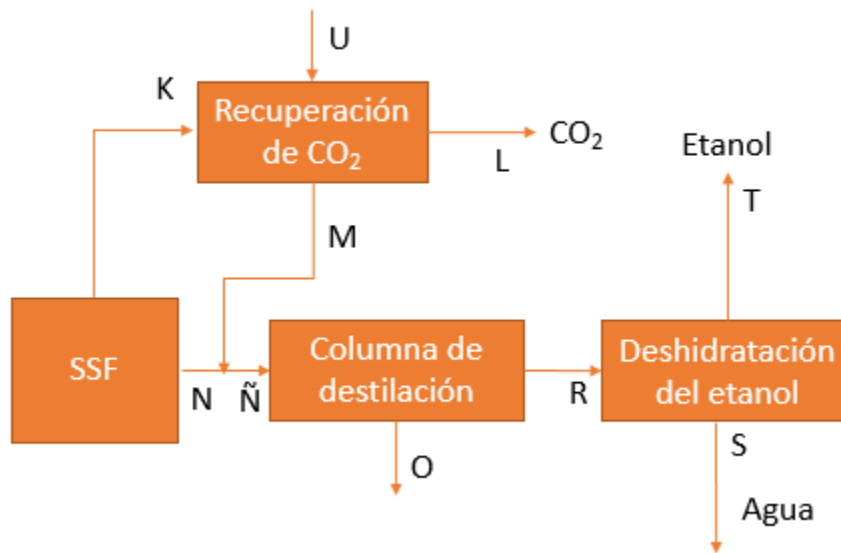 U
K
Recuperación
de CO₂
CO₂
L
Etanol
T
M
SSF
N
Ñ
Columna de
destilación
R
Deshidratación
del etanol
O
S
Agua